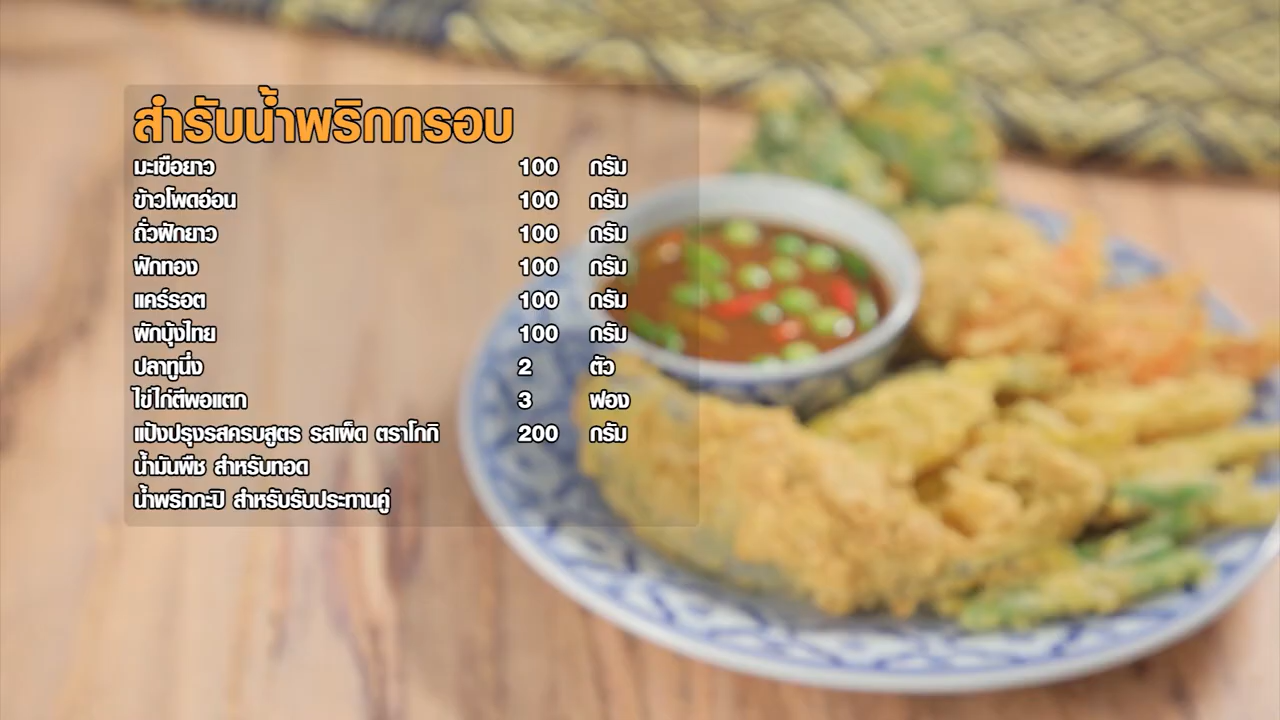 สำรับน้ำพริกกรอบ
มะเขือยาว 100 กรัม
ข้าวโพดอ่อน 100 กรัม
ถั่วฝักยาว 100 กรัม
ฟักทอง 100 กรัม
แคร์รอต 100 กรัม
ผักบุ้งไทย 100 กรัม
ปลาทูนึ่ง 2 ตัว
ไข่ไก่ตีพอแตก 3 ฟอง
แป้งปรุงรสครบสูตร รสเผ็ด ตราโกกิ 200 กรัม
น้ำมันพืช สำหรับทอด
น้ำพริกกะปิ สำหรับรับประทานคู่